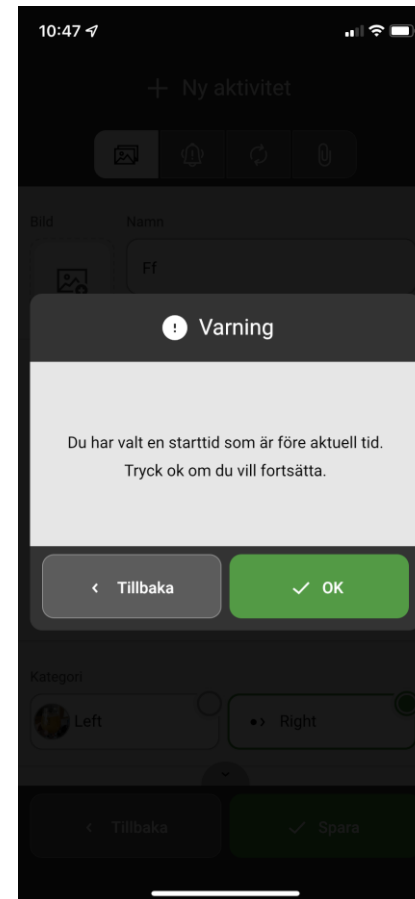 10:47
Ny aktivitet
Bild
Namn
Ff
Varning
Du har valt en starttid som är före aktuell tid.
Tryck ok om du vill fortsätta.
Tillbaka
OK
Kategori
Left
Right
Tillbaka
Spara